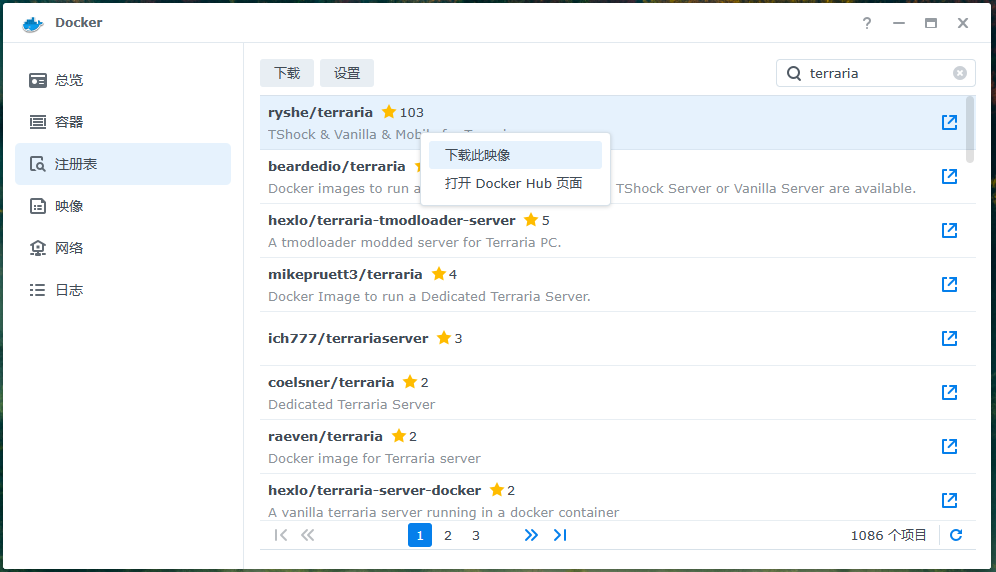 Docker
总览
容器
注册表
映像
网络
日志
下载 设置 terraria
ryshe/terraria 103
TShock & Vanilla & Mobile for Terraria
下载此映像
打开 Docker Hub 页面
beardedio/terraria
Docker images to run a TShock Server or Vanilla Server are available.
hexlo/terraria-tmodloader-server 5
A tmodloader modded server for Terraria PC.
mikepruett3/terraria 4
Docker Image to run a Dedicated Terraria Server.
ich777/terrariaserver 3
coelsner/terraria 2
Dedicated Terraria Server
raeven/terraria 2
Docker image for Terraria server
hexlo/terraria-server-docker 2
A vanilla terraria server running in a docker container
1 2 3 1086 个项目